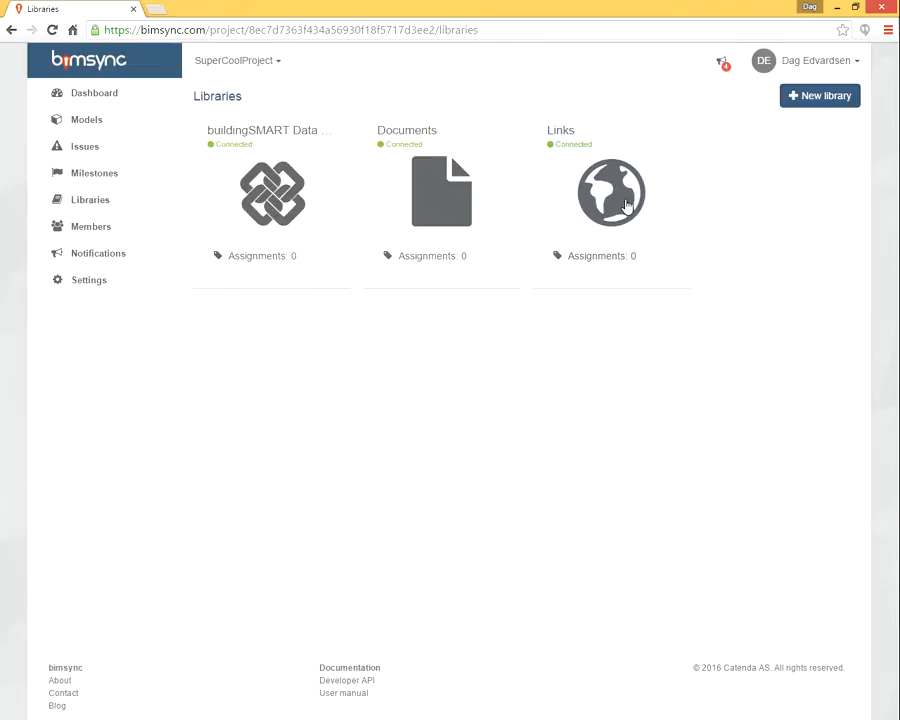 Libraries
Dag
https://bimsync.com/project/8ec7d7363f434a56930f18f5717d3ee2/libraries
bimsync
SuperCoolProject
4
DE
Dag Edvardsen
Dashboard
Models
Issues
Milestones
Libraries
Members
Notifications
Settings
Libraries
New library
buildingSMART Data ...
Connected
Assignments: 0
Documents
Connected
Assignments: 0
Links
Connected
Assignments: 0
bimsync
About
Contact
Blog
Documentation
Developer API
User manual
© 2016 Catenda AS. All rights reserved.